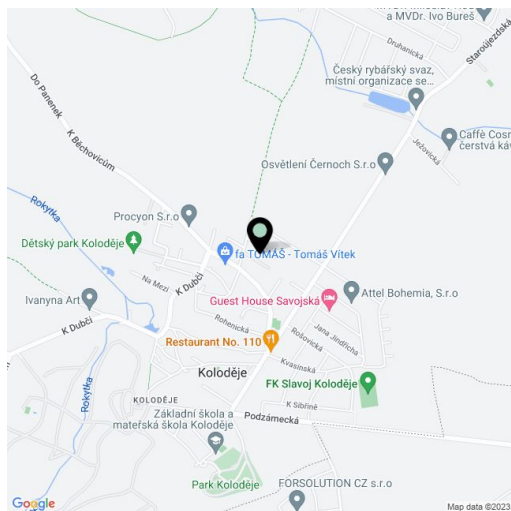 a MVDr. Ivo Bureš
Druhanická
Staroújezdská
Český rybářský svaz,
místní organizace se...
Do Panenek
Caffè Cosm
čerstvá káv
Ježovická
K Běchovicům
Osvětlení Černoch S.r.o
Rokytka
Procyon S.r.o
Dětský park Koloděje
fa TOMÁŠ - Tomáš Vítek
Na Mezi
K Dubči
Attel Bohemia, S.r.o
Guest House Savojská
Ivanyna Art
Rohenická
Jana Jindřicha
K Dubči
Rošovická
Restaurant No. 110
Kvasinská
Koloděje
FK Slavoj Koloděje
Rokytka
KOLODĚJE
K Sibřině
Základní škola a
mateřská škola Koloděje
Podzámecká
Park Koloděje
FORSOLUTION CZ s.r.o
Google
Map data ©2023